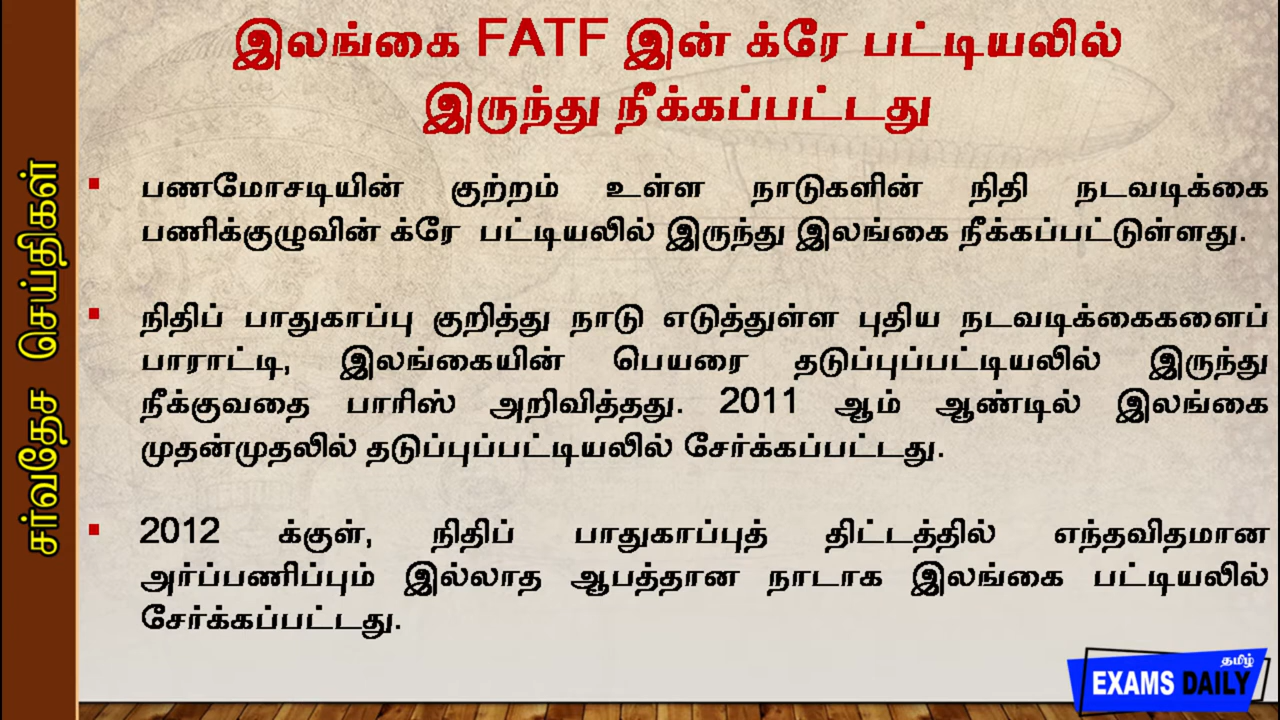 சர்வதேச செய்திகள்
இலங்கை FATF இன் க்ரே பட்டியலில்
இருந்து நீக்கப்பட்டது
▪ பணமோசடியின் குற்றம் உள்ள நாடுகளின் நிதி நடவடிக்கை
பணிக்குழுவின் க்ரே பட்டியலில் இருந்து இலங்கை நீக்கப்பட்டுள்ளது.
▪ நிதிப் பாதுகாப்பு குறித்து நாடு எடுத்துள்ள புதிய நடவடிக்கைகளைப்
பாராட்டி, இலங்கையின் பெயரை தடுப்புப்பட்டியலில் இருந்து
நீக்குவதை பாரிஸ் அறிவித்தது. 2011 ஆம் ஆண்டில் இலங்கை
முதன்முதலில் தடுப்புப்பட்டியலில் சேர்க்கப்பட்டது.
▪ 2012 க்குள், நிதிப் பாதுகாப்புத் திட்டத்தில் எந்தவிதமான
அர்ப்பணிப்பும் இல்லாத ஆபத்தான நாடாக இலங்கை பட்டியலில்
சேர்க்கப்பட்டது.
தமிழ்
EXAMS DAILY